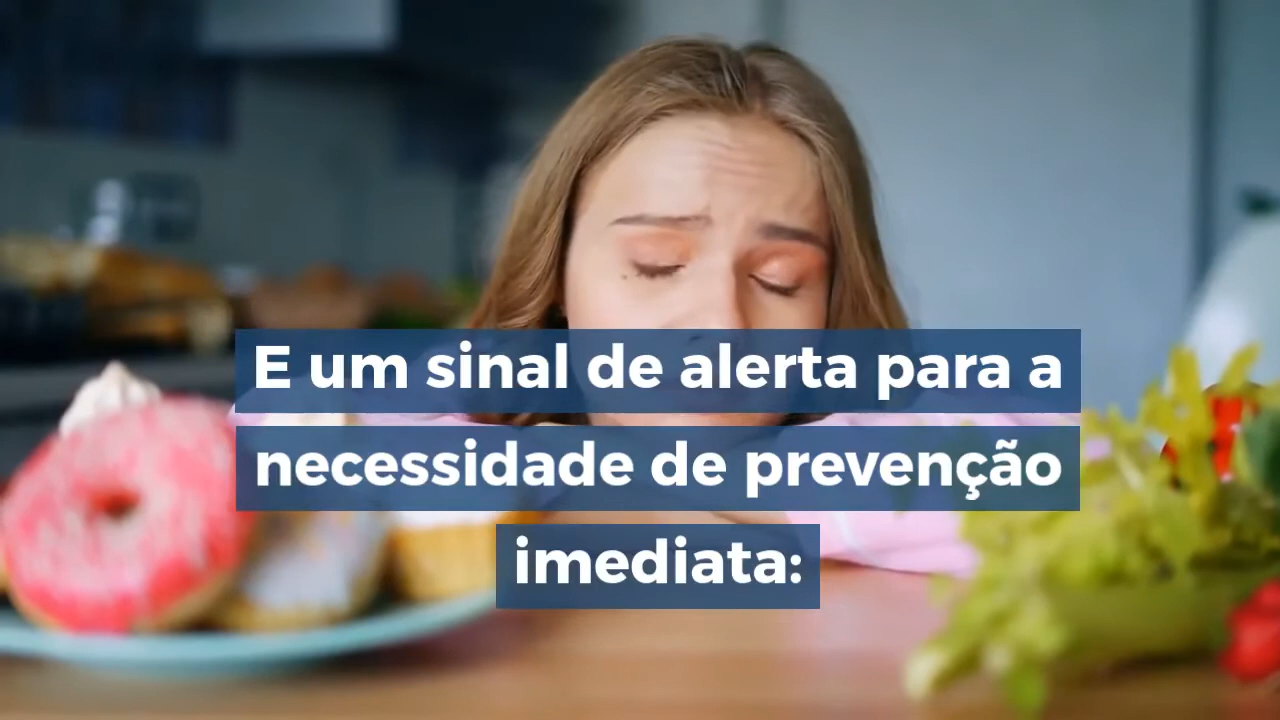 E um sinal de alerta para a
necessidade de prevenção
imediata: